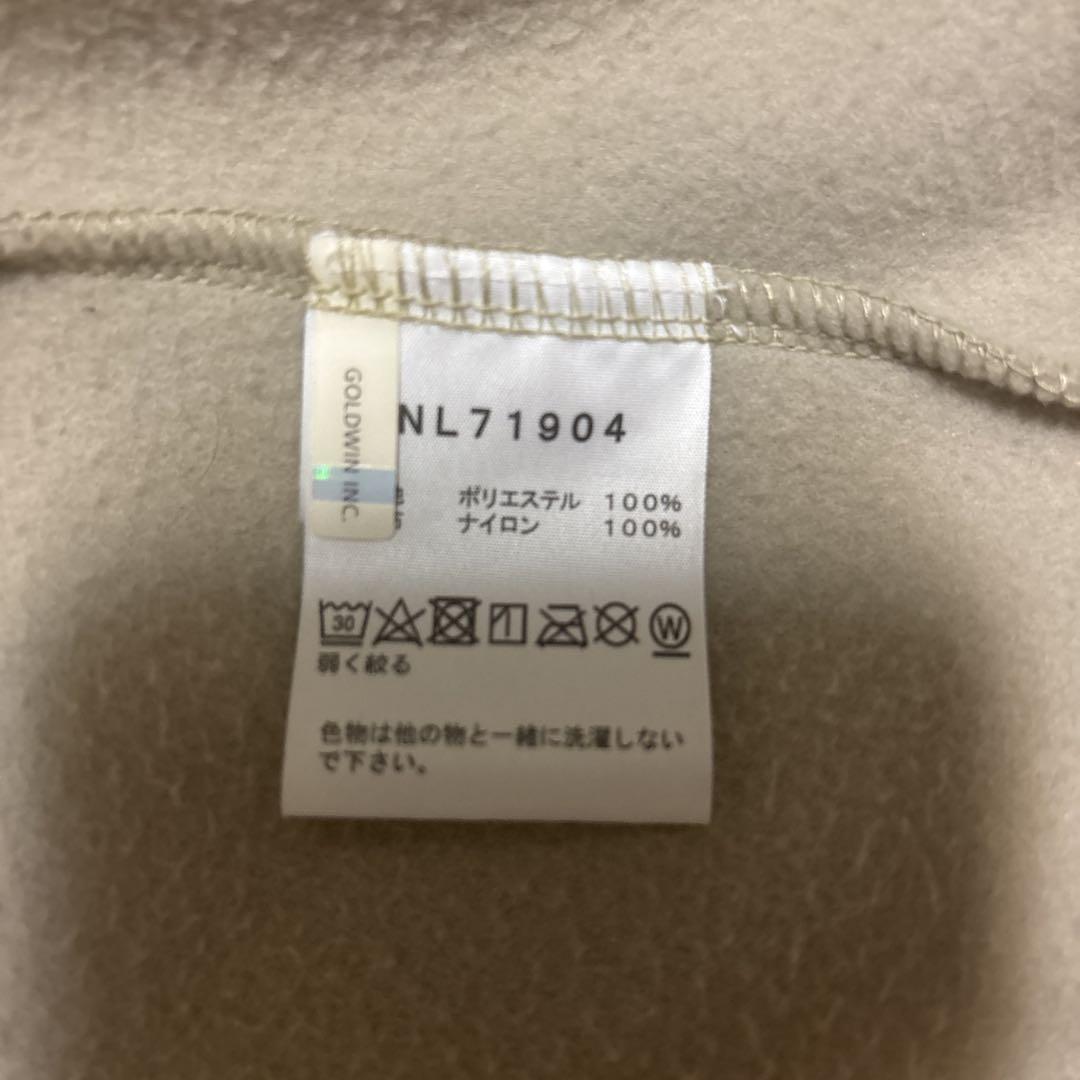 NL71904
GOLDWIN INC.
ポリエステル 100%
ナイロン 100%
30
W
弱く絞る
色物は他の物と一緒に洗濯しない
で下さい。